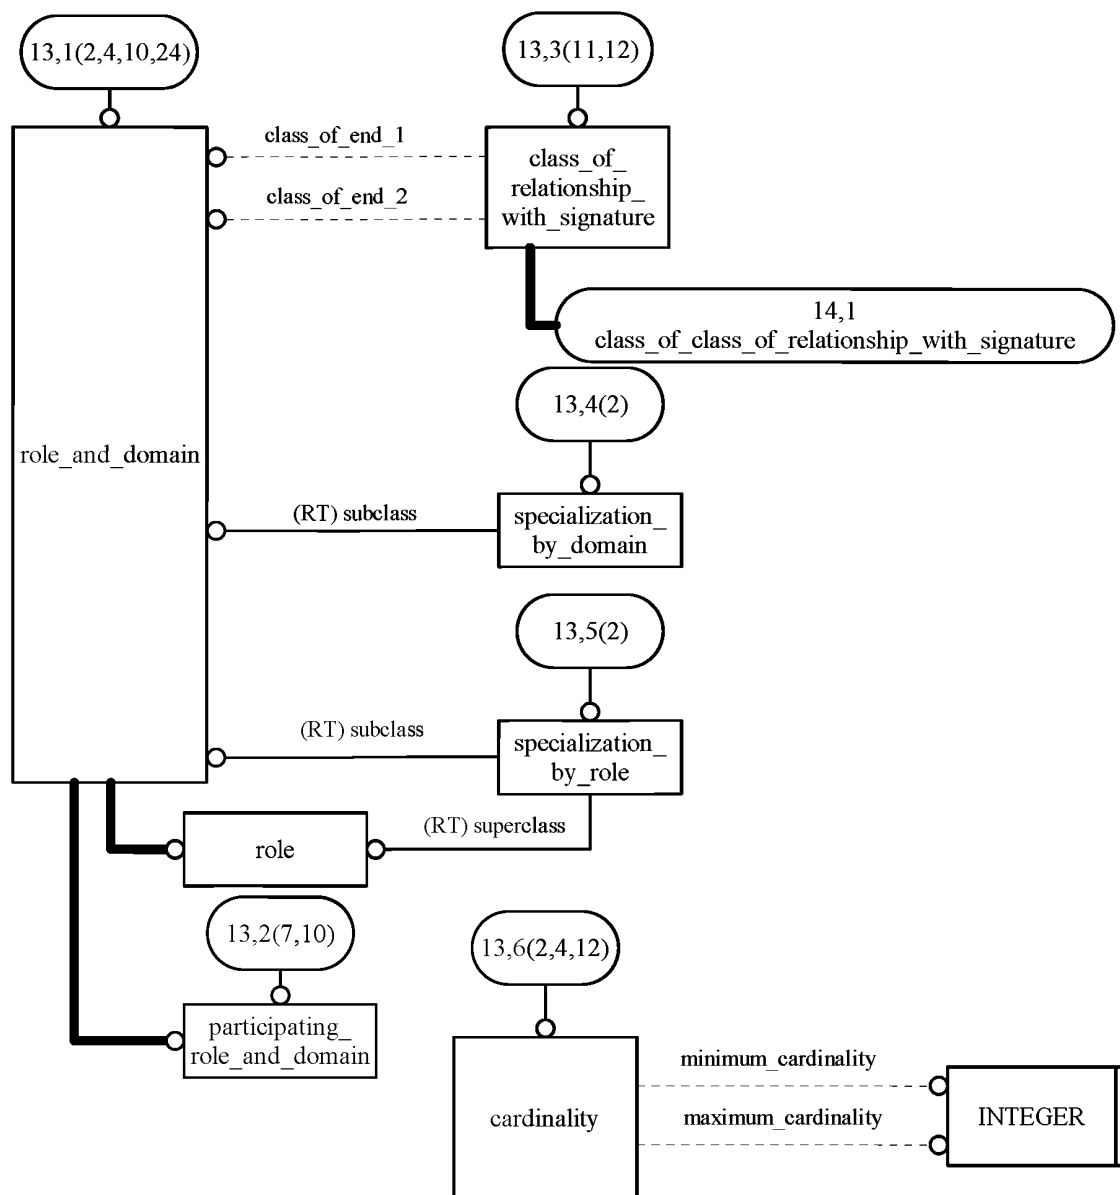 13,1(2,4,10,24)
13,3(11,12)
class_of_end_1
class_of_end_2
class_of_
relationship_
with_signature
14,1
class_of_class_of_relationship_with_signature
13,4(2)
role_and_domain
(RT) subclass
specialization_
by_domain
13,5(2)
(RT) subclass
specialization_
by_role
(RT) superclass
role
13,2(7,10)
13,6(2,4,12)
participating_
role_and_domain
minimum_cardinality
maximum_cardinality
cardinality
INTEGER